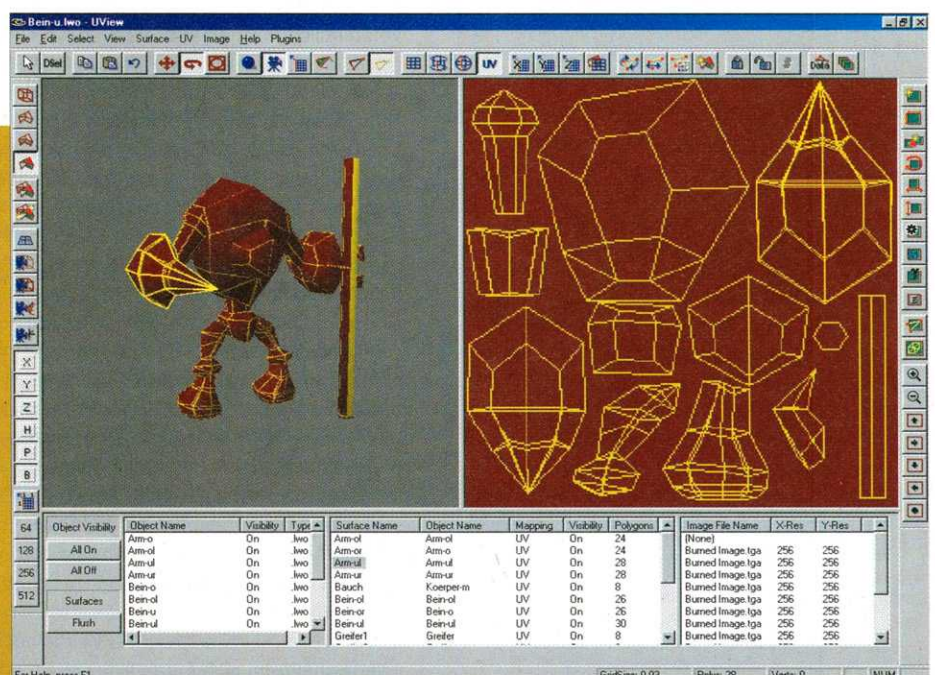 Bein-u.lwo - UView
File Edit Select View Surface UV Image Help Plugins
DSel UV Data
X
Y
Z
H
P
B
64
128
256
512
Object Visibility
All On
All Off
Surfaces
Flush
Object Name Visibility Type
Arm-o On .lwo
Arm-ol On .lwo
Arm-ul On .lwo
Arm-ur On .lwo
Bein-o On .lwo
Bein-ol On .lwo
Bein-u On .lwo
Bein-ul On .lwo
Surface Name Object Name Mapping Visibility Polygons
Arm-ol Arm-ol UV On 24
Arm-or Arm-o UV On 24
Arm-ul Arm-ul UV On 28
Arm-ur Arm-ur UV On 28
Bauch Koerper-m UV On 8
Bein-ol Bein-ol UV On 26
Bein-or Bein-o UV On 26
Bein-ul Bein-ul UV On 30
Greifer1 Greifer UV On 8
Image File Name X-Res Y-Res
(None)
Burned Image.tga 256 256
Burned Image.tga 256 256
Burned Image.tga 256 256
Burned Image.tga 256 256
Burned Image.tga 256 256
Burned Image.tga 256 256
Burned Image.tga 256 256
Burned Image.tga 256 256
For Help, press F1
GridSize: 0.03 Polys: 28 Verts: 0 NUM